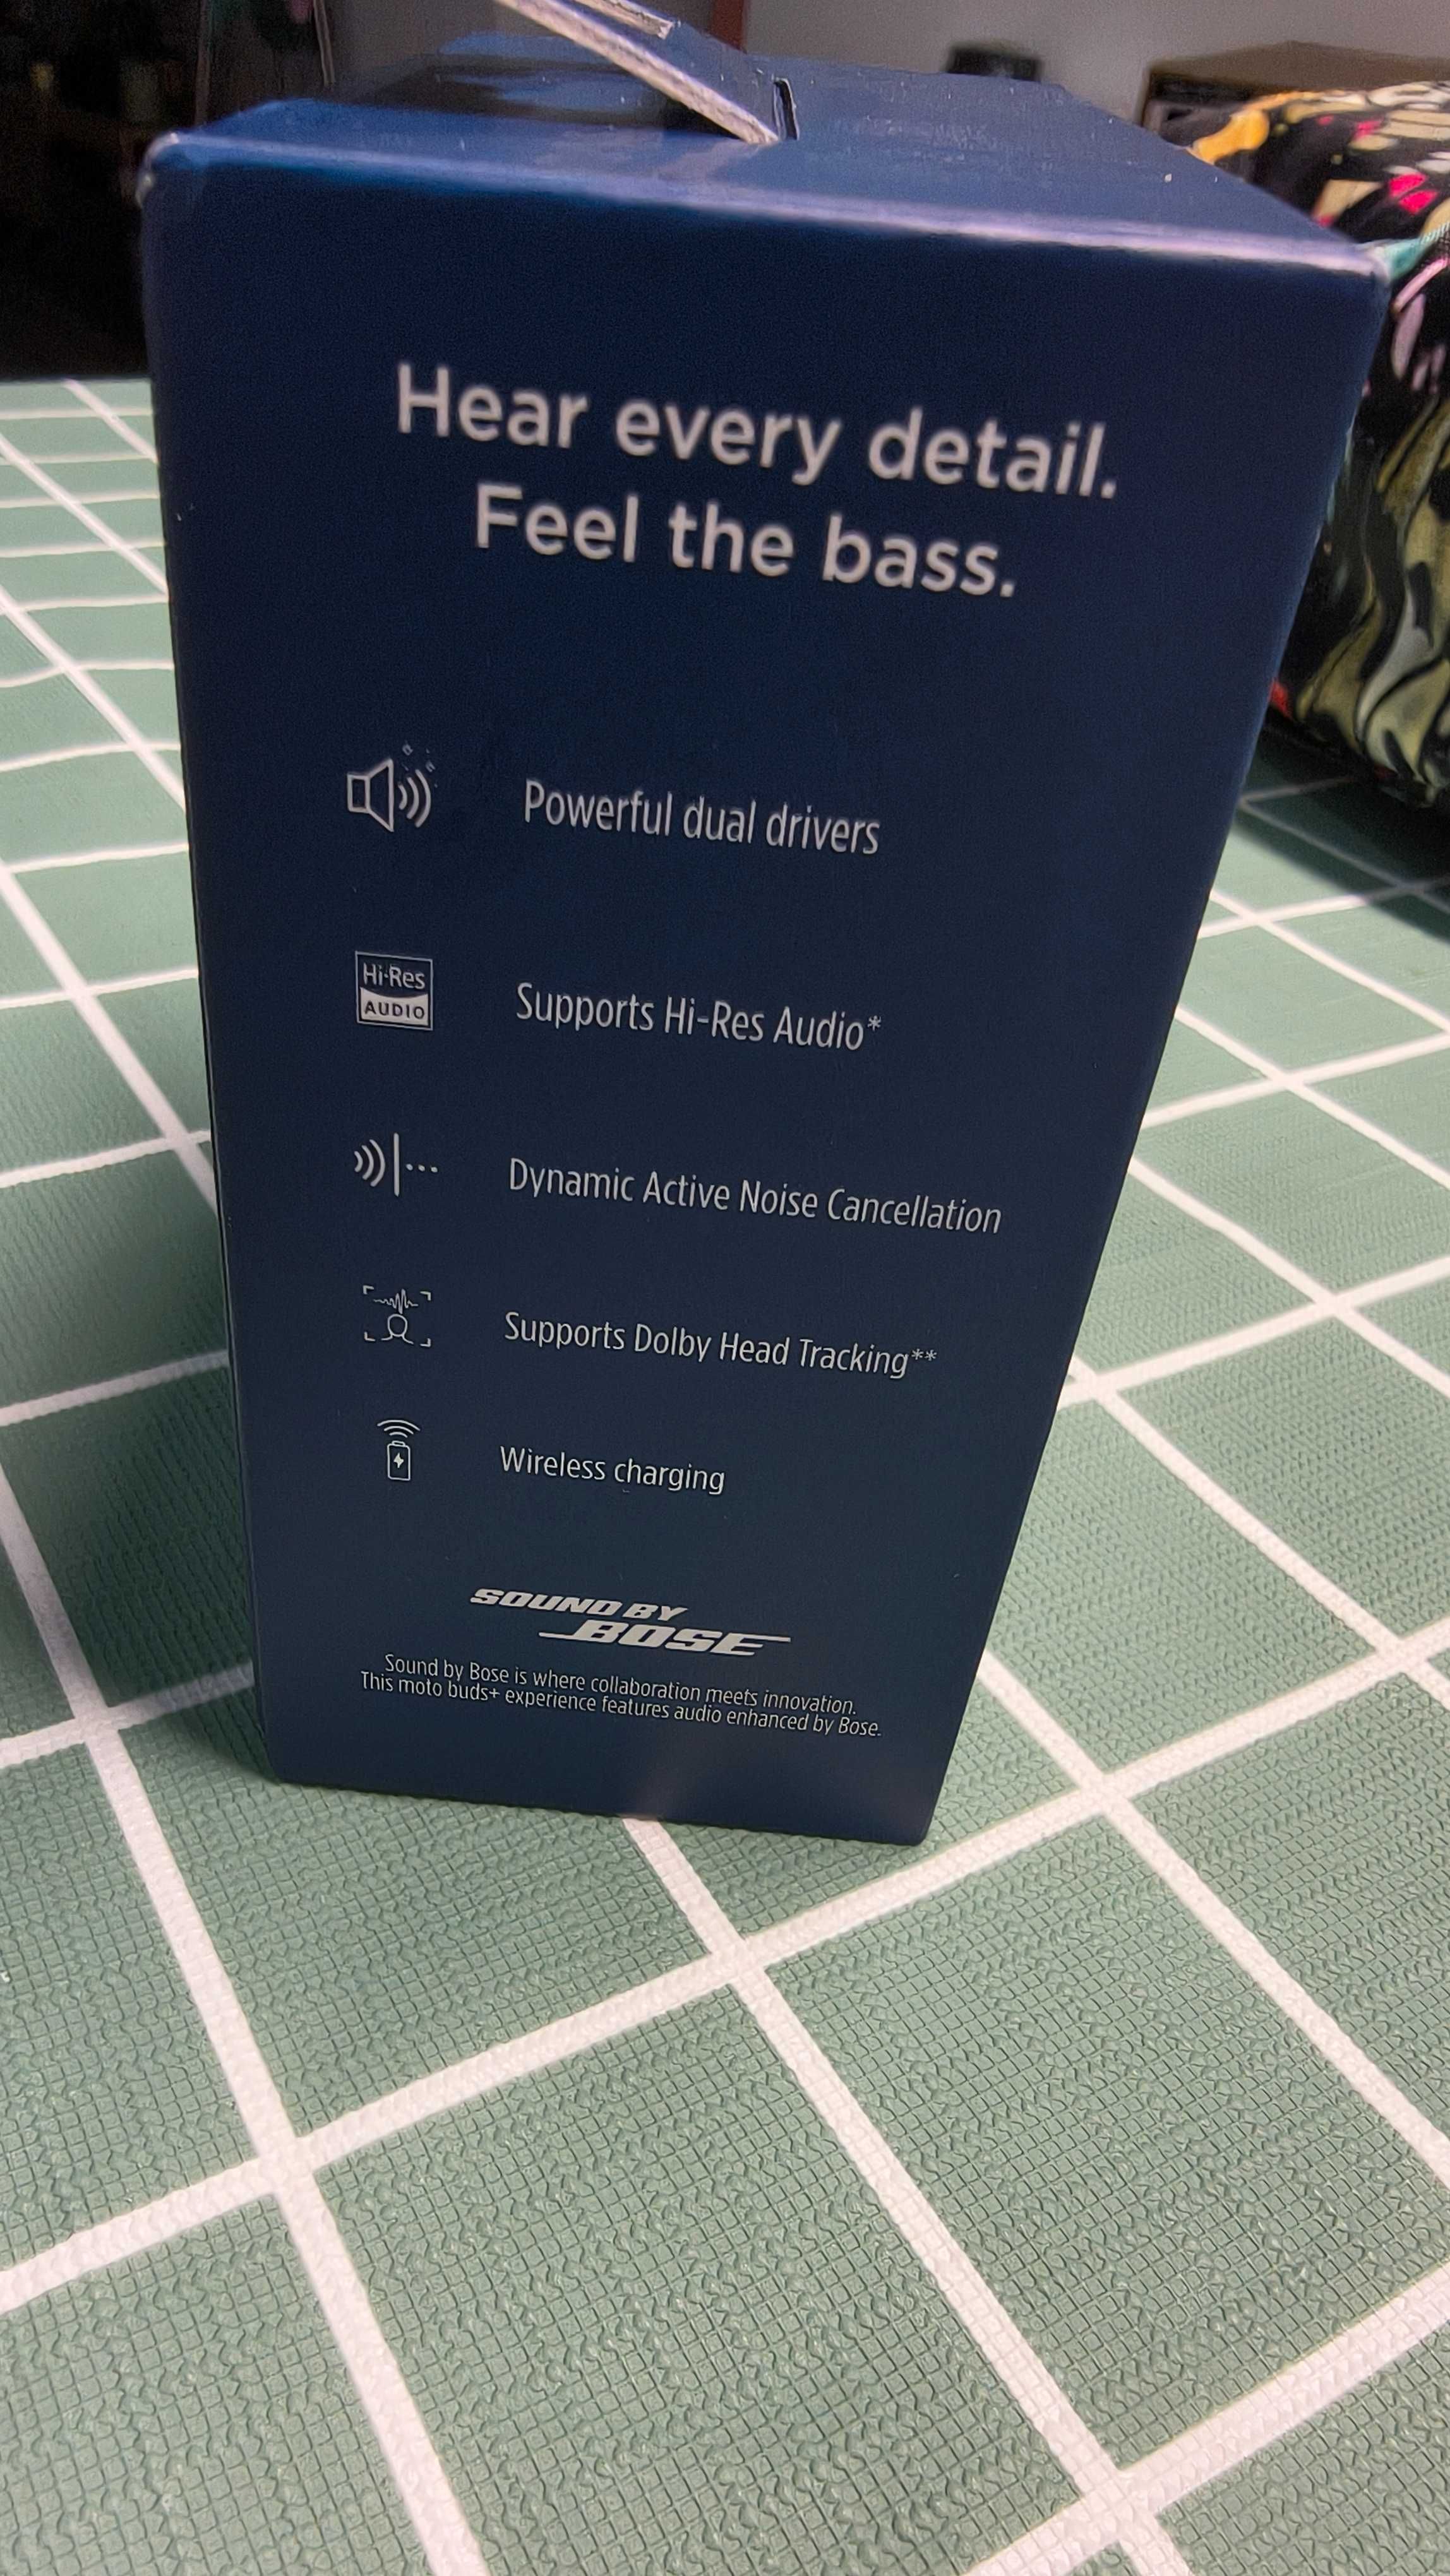 Hear every detail.
Feel the bass.
Powerful dual drivers
Hi-Res
AUDIO
Supports Hi-Res Audio*
Dynamic Active Noise Cancellation
Supports Dolby Head Tracking**
Wireless charging
SOUND BY
BOSE
Sound by Bose is where collaboration meets innovation.
This moto buds+ experience features audio enhanced by Bose.